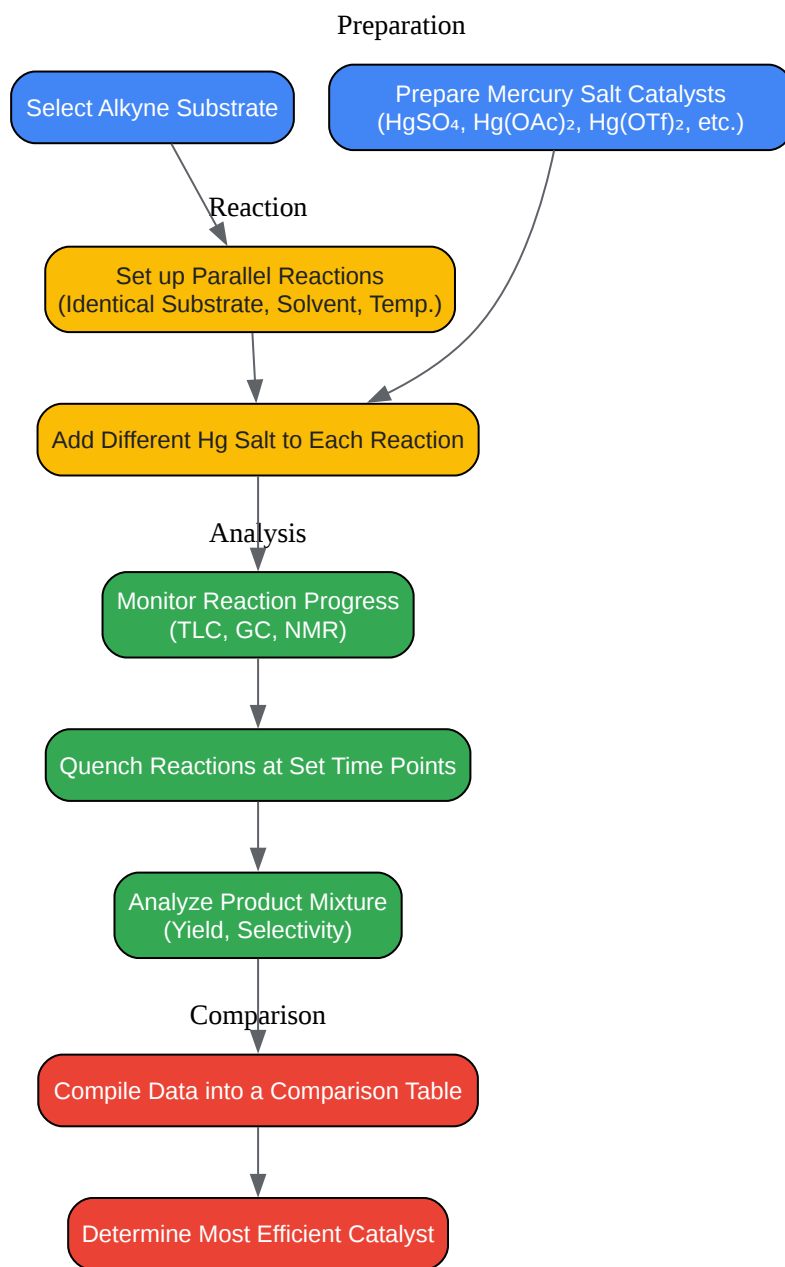 Preparation
Select Alkyne Substrate
Prepare Mercury Salt Catalysts
(HgSO₄, Hg(OAc)₂, Hg(OTf)₂, etc.)
Reaction
Set up Parallel Reactions
(Identical Substrate, Solvent, Temp.)
Add Different Hg Salt to Each Reaction
Analysis
Monitor Reaction Progress
(TLC, GC, NMR)
Quench Reactions at Set Time Points
Analyze Product Mixture
(Yield, Selectivity)
Comparison
Compile Data into a Comparison Table
Determine Most Efficient Catalyst